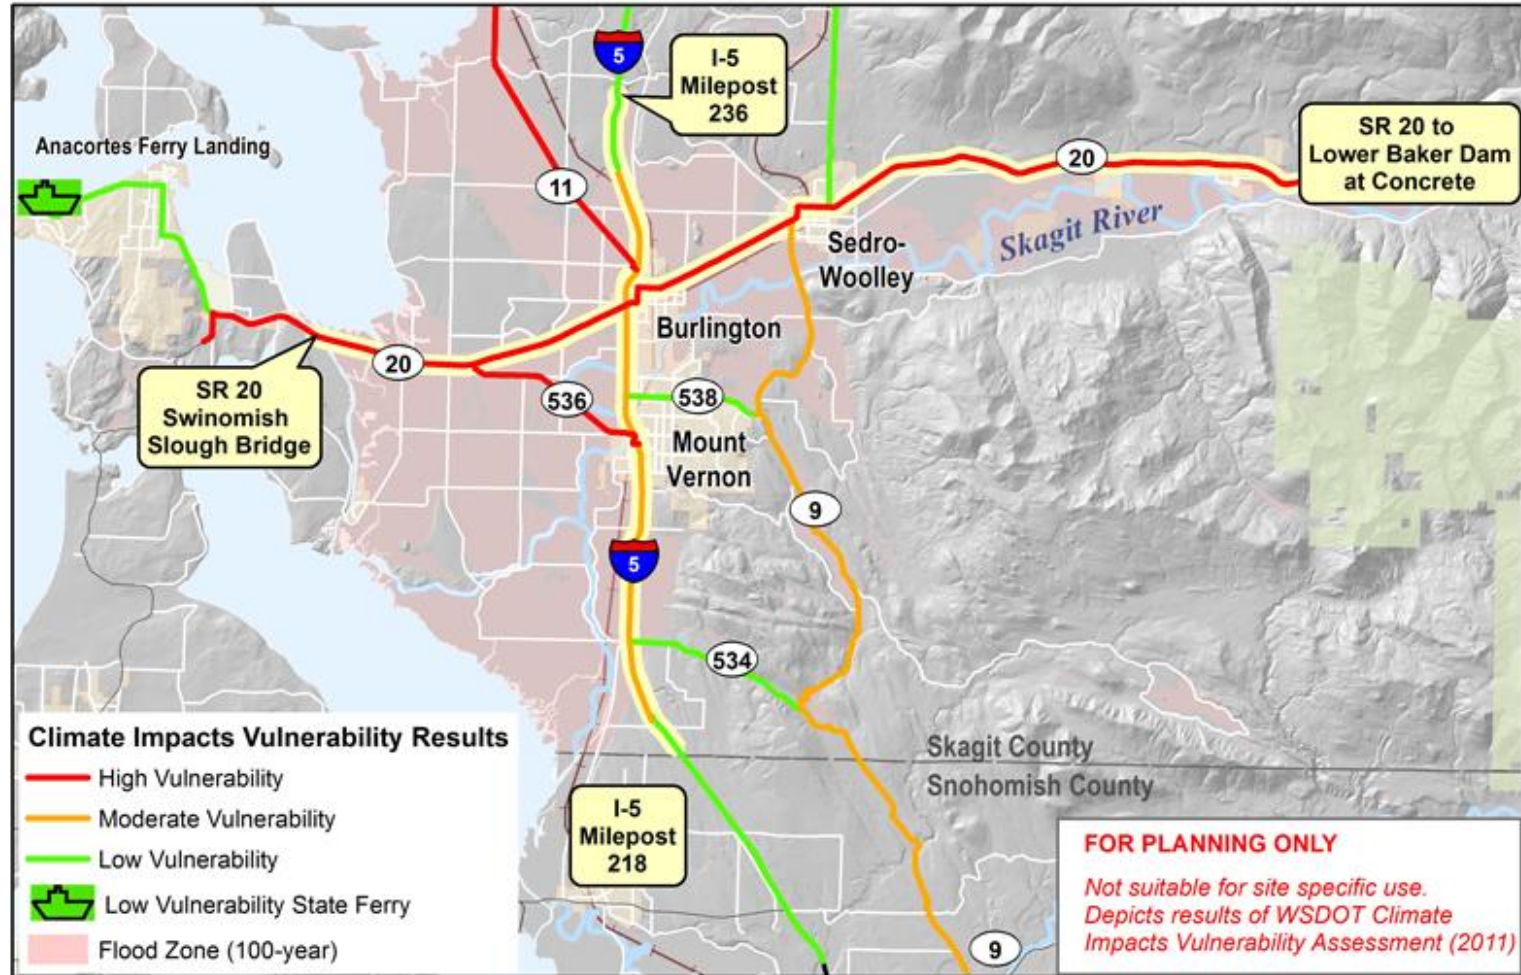 5
I-5
Milepost
236
SR 20 to
Lower Baker Dam
at Concrete
Anacortes Ferry Landing
11
20
Skagit River
Sedro-
Woolley
Burlington
20
SR 20
Swinomish
Slough Bridge
536
538
Mount
Vernon
9
5
534
Skagit County
Snohomish County
I-5
Milepost
218
9
Climate Impacts Vulnerability Results
High Vulnerability
Moderate Vulnerability
Low Vulnerability
Low Vulnerability State Ferry
Flood Zone (100-year)
FOR PLANNING ONLY
Not suitable for site specific use.
Depicts results of WSDOT Climate
Impacts Vulnerability Assessment (2011)